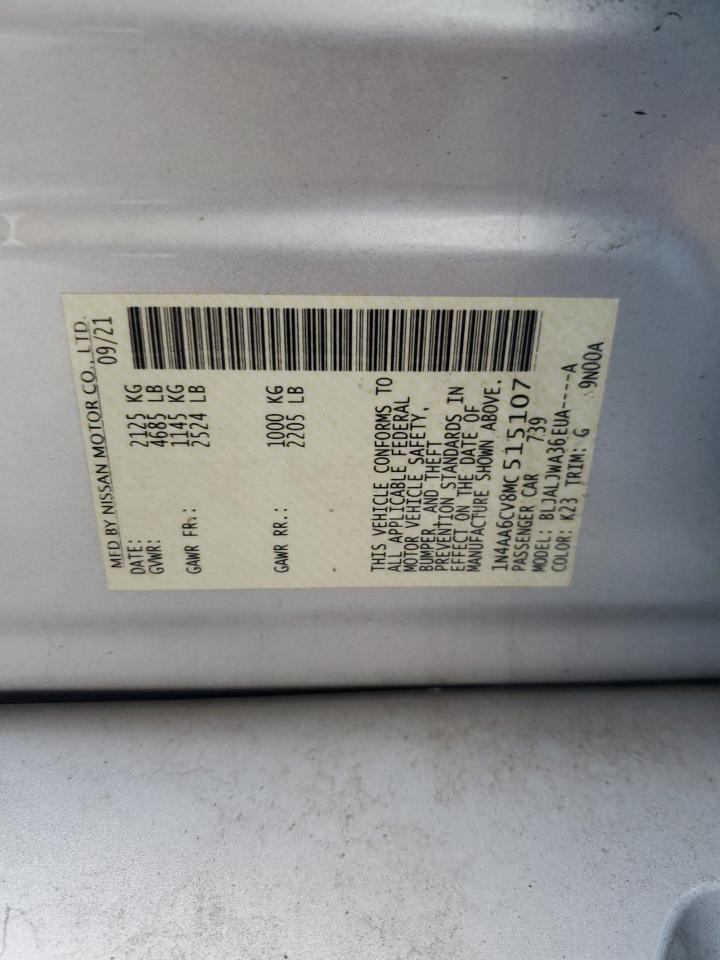 MFD BY NISSAN MOTOR CO., LTD.
DATE: 09/21
GVWR: 2125 KG
4685 LB
GAWR FR.: 1145 KG
2524 LB
GAWR RR.: 1000 KG
2205 LB
THIS VEHICLE CONFORMS TO
ALL APPLICABLE FEDERAL
MOTOR VEHICLE SAFETY,
BUMPER, AND THEFT
PREVENTION STANDARDS IN
EFFECT ON THE DATE OF
MANUFACTURE SHOWN ABOVE.
1N4AA6CV8MC515107
PASSENGER CAR 739
MODEL: BLJALJWA36EUA----A
COLOR: K23 TRIM: G 9N00A